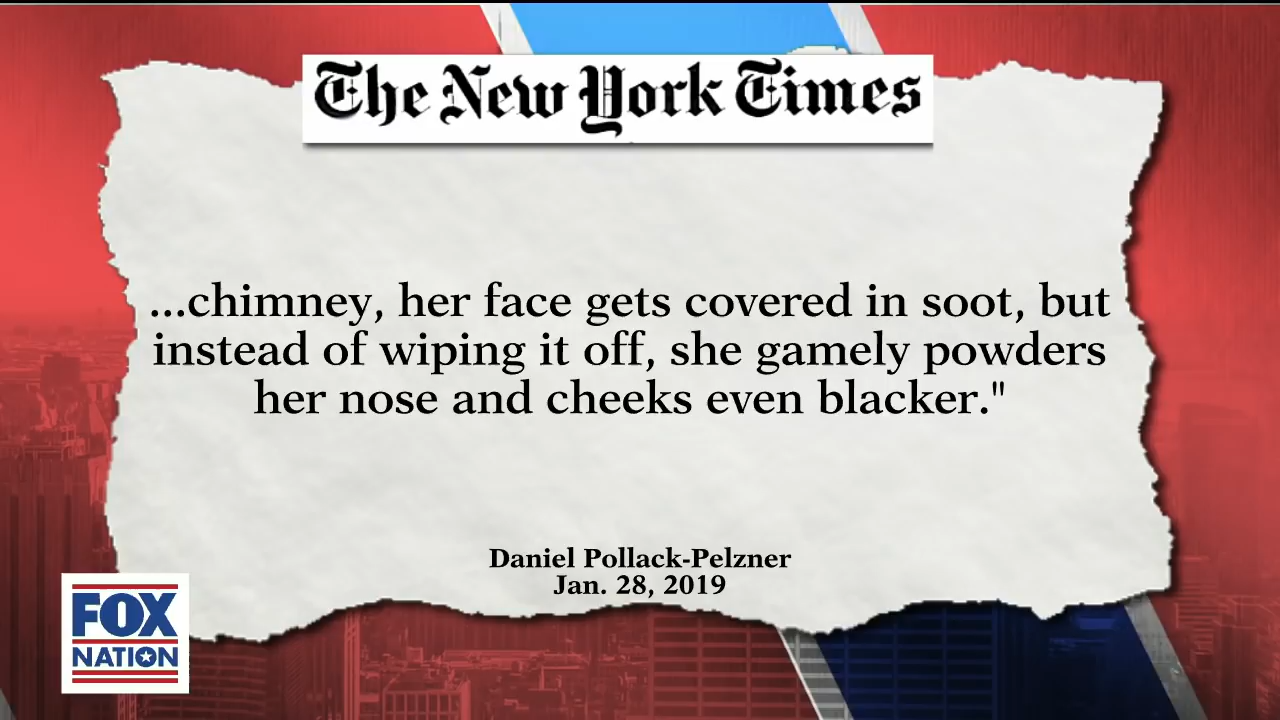 The New York Times
...chimney, her face gets covered in soot, but
instead of wiping it off, she gamely powders
her nose and cheeks even blacker."
Daniel Pollack-Pelzner
Jan. 28, 2019
FOX
NATION